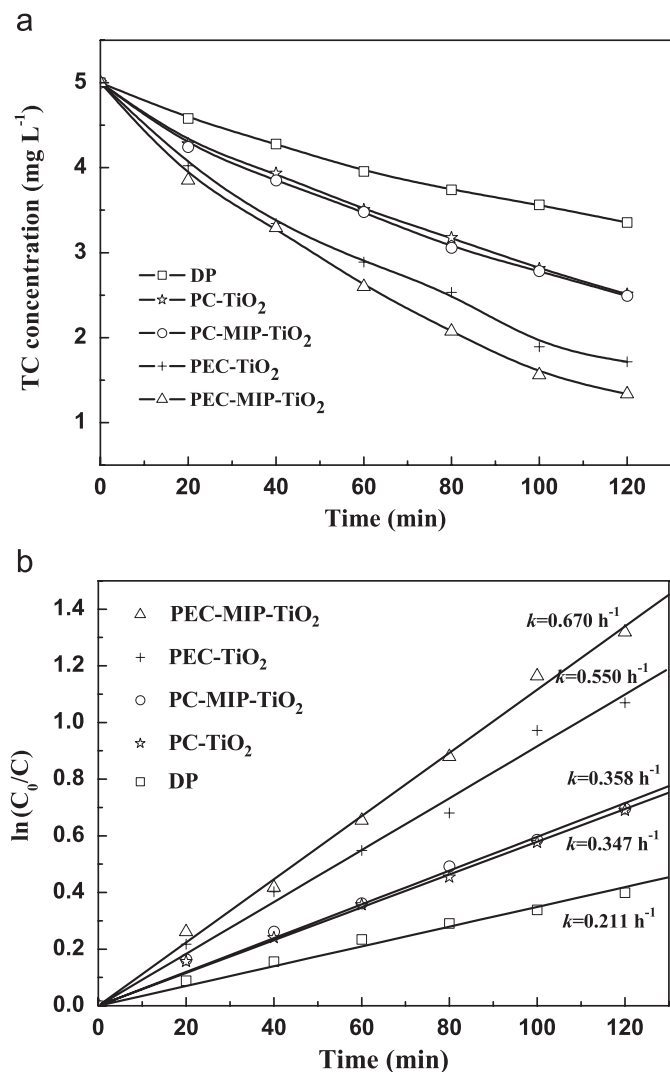 a
5
4
3
2
1
TC concentration (mg L⁻¹)
DP
PC-TiO₂
PC-MIP-TiO₂
PEC-TiO₂
PEC-MIP-TiO₂
0 20 40 60 80 100 120
Time (min)
b
1.4
1.2
1.0
0.8
0.6
0.4
0.2
0.0
ln(C₀/C)
PEC-MIP-TiO₂
PEC-TiO₂
PC-MIP-TiO₂
PC-TiO₂
DP
k=0.670 h⁻¹
k=0.550 h⁻¹
k=0.358 h⁻¹
k=0.347 h⁻¹
k=0.211 h⁻¹
0 20 40 60 80 100 120
Time (min)